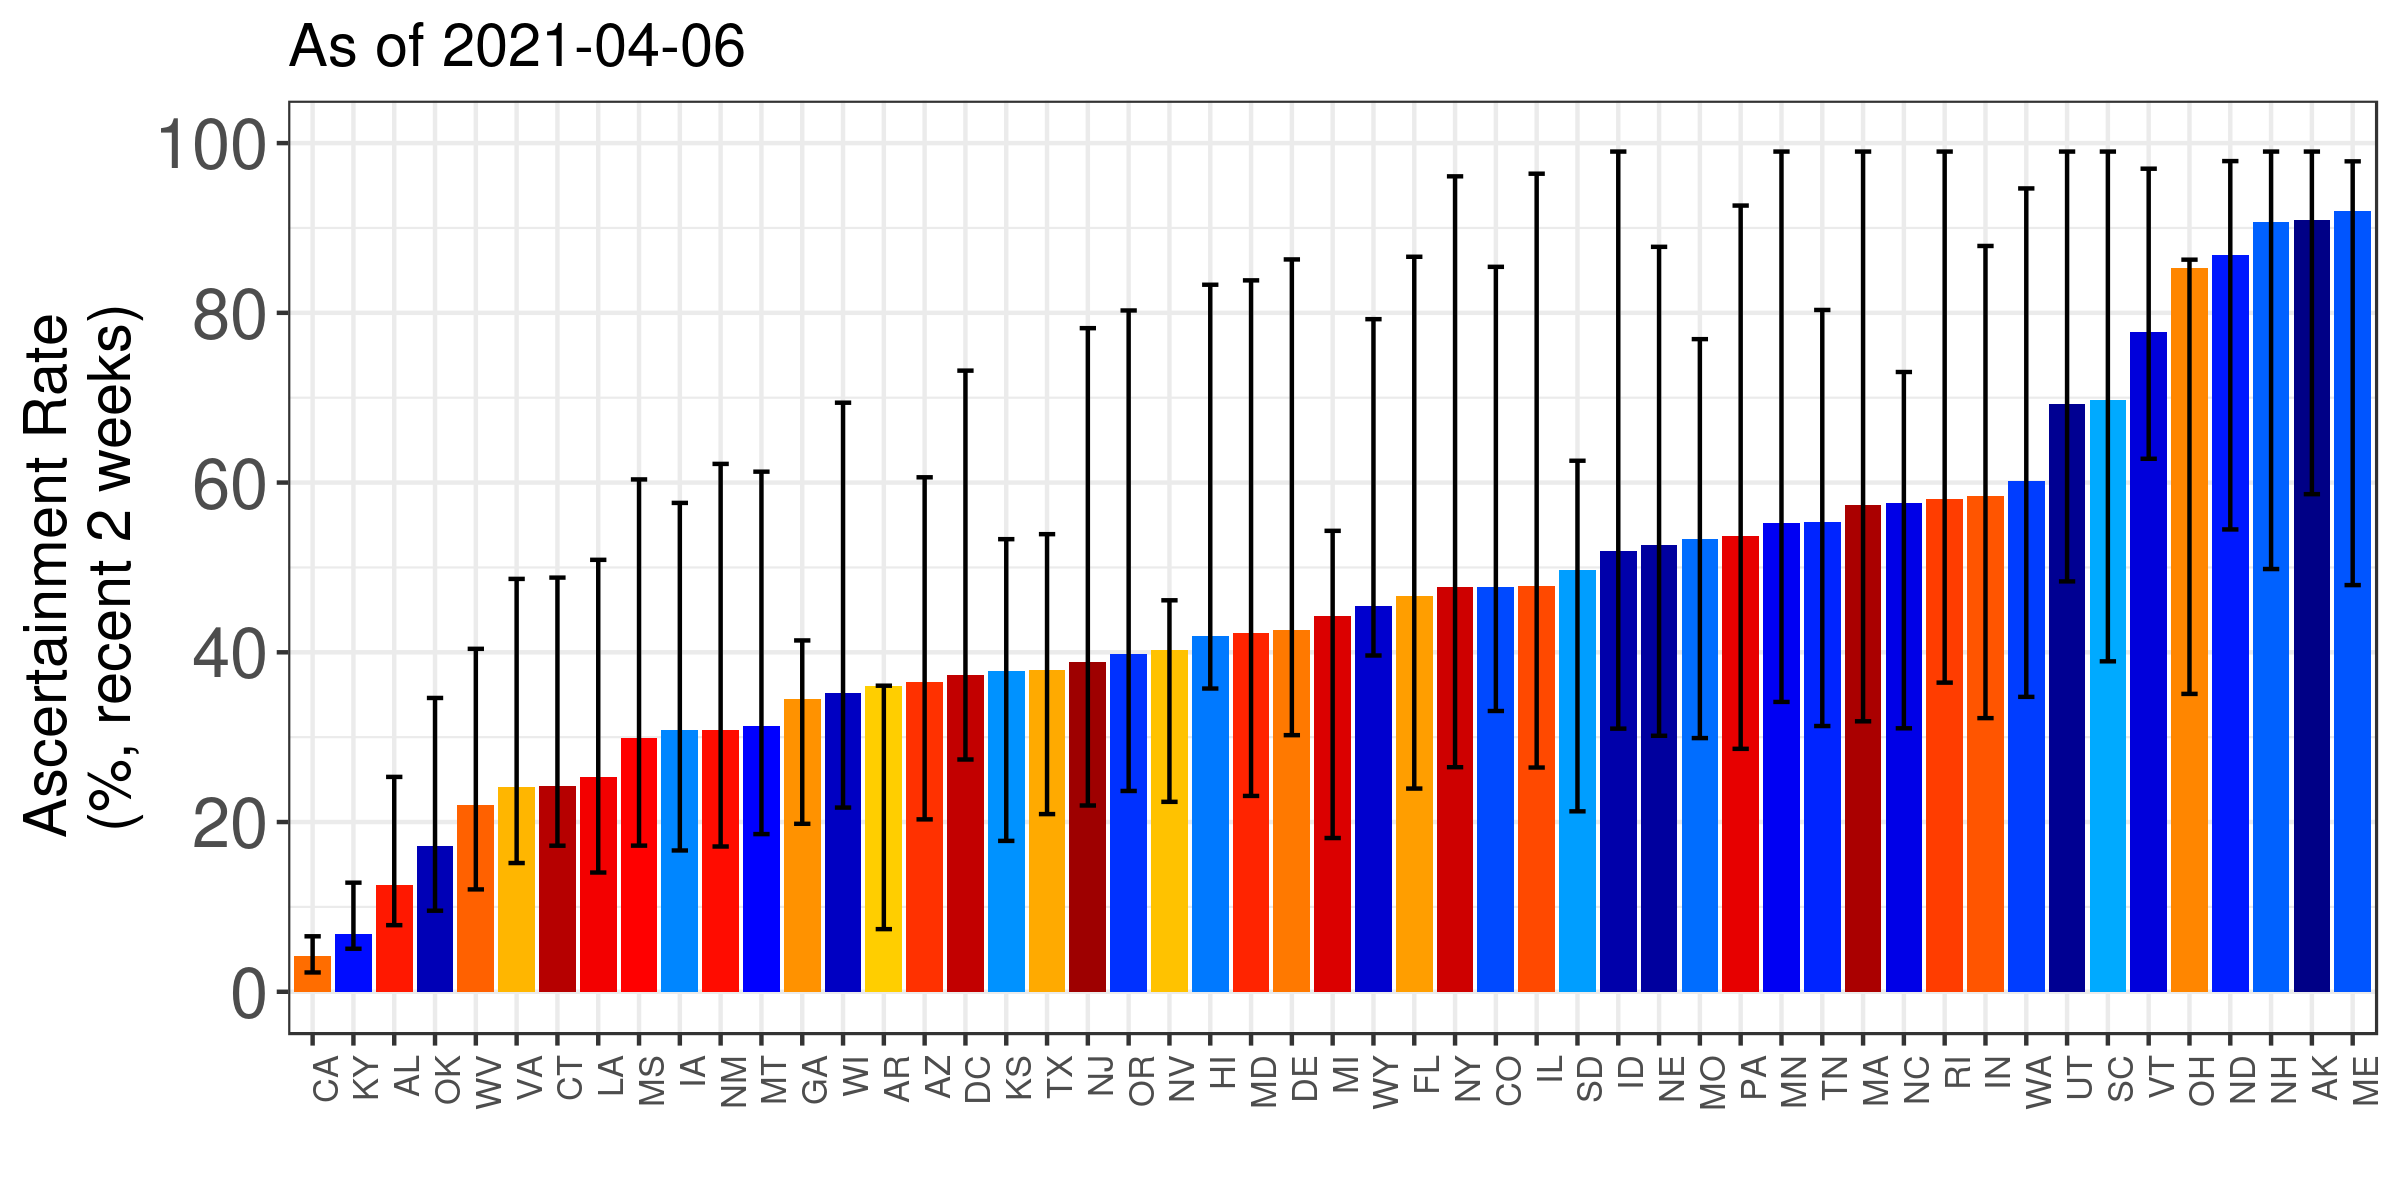 As of 2021-04-06
Ascertainment Rate
(%, recent 2 weeks)
100
80
60
40
20
0
CA
KY
AL
OK
WV
VA
CT
LA
MS
IA
NM
MT
GA
WI
AR
AZ
DC
KS
TX
NJ
OR
NV
HI
MD
DE
MI
WY
FL
NY
CO
IL
SD
ID
NE
MO
PA
MN
TN
MA
NC
RI
IN
WA
UT
SC
VT
OH
ND
NH
AK
ME